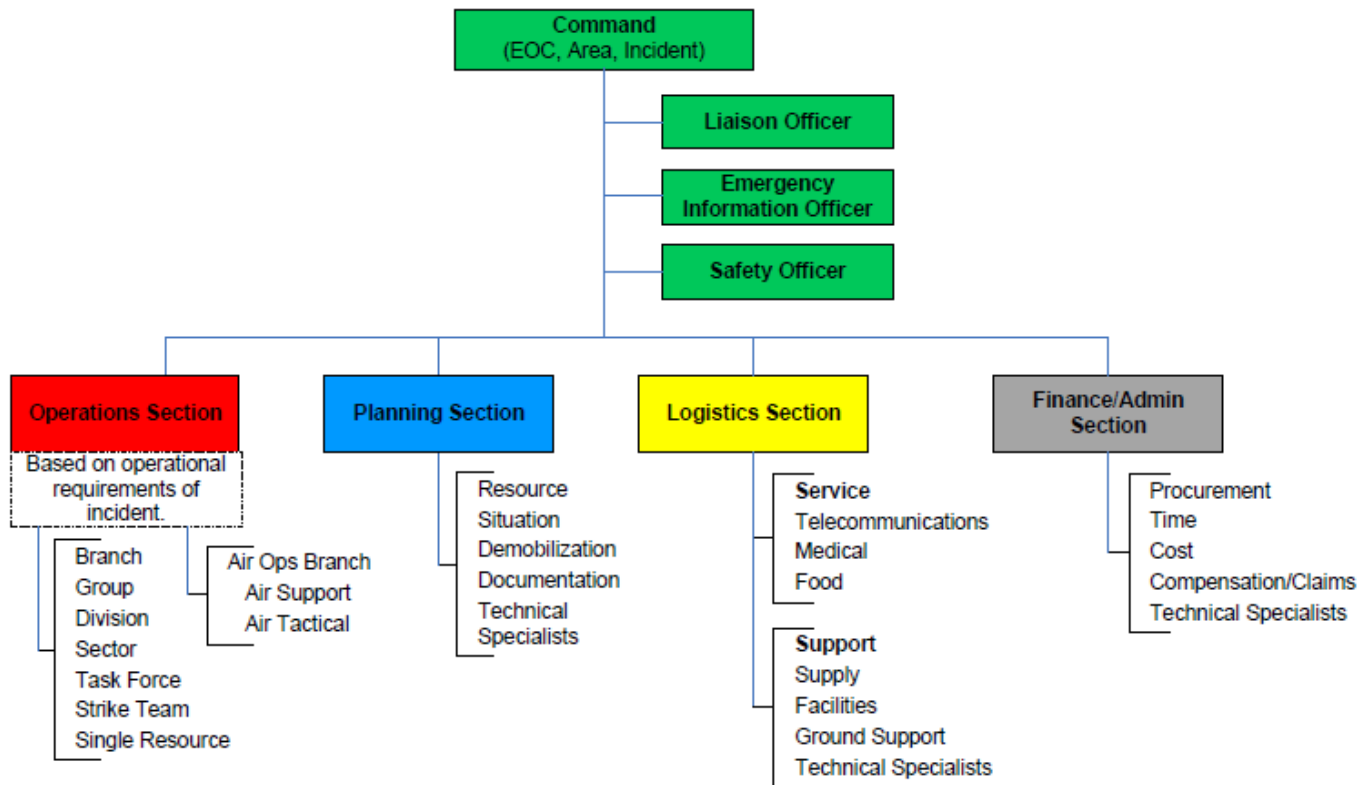 Command
(EOC, Area, Incident)
Liaison Officer
Emergency
Information Officer
Safety Officer
Operations Section
Based on operational
requirements of
incident.
Branch
Group
Division
Sector
Task Force
Strike Team
Single Resource
Air Ops Branch
Air Support
Air Tactical
Planning Section
Resource
Situation
Demobilization
Documentation
Technical
Specialists
Logistics Section
Service
Telecommunications
Medical
Food
Support
Supply
Facilities
Ground Support
Technical Specialists
Finance/Admin
Section
Procurement
Time
Cost
Compensation/Claims
Technical Specialists